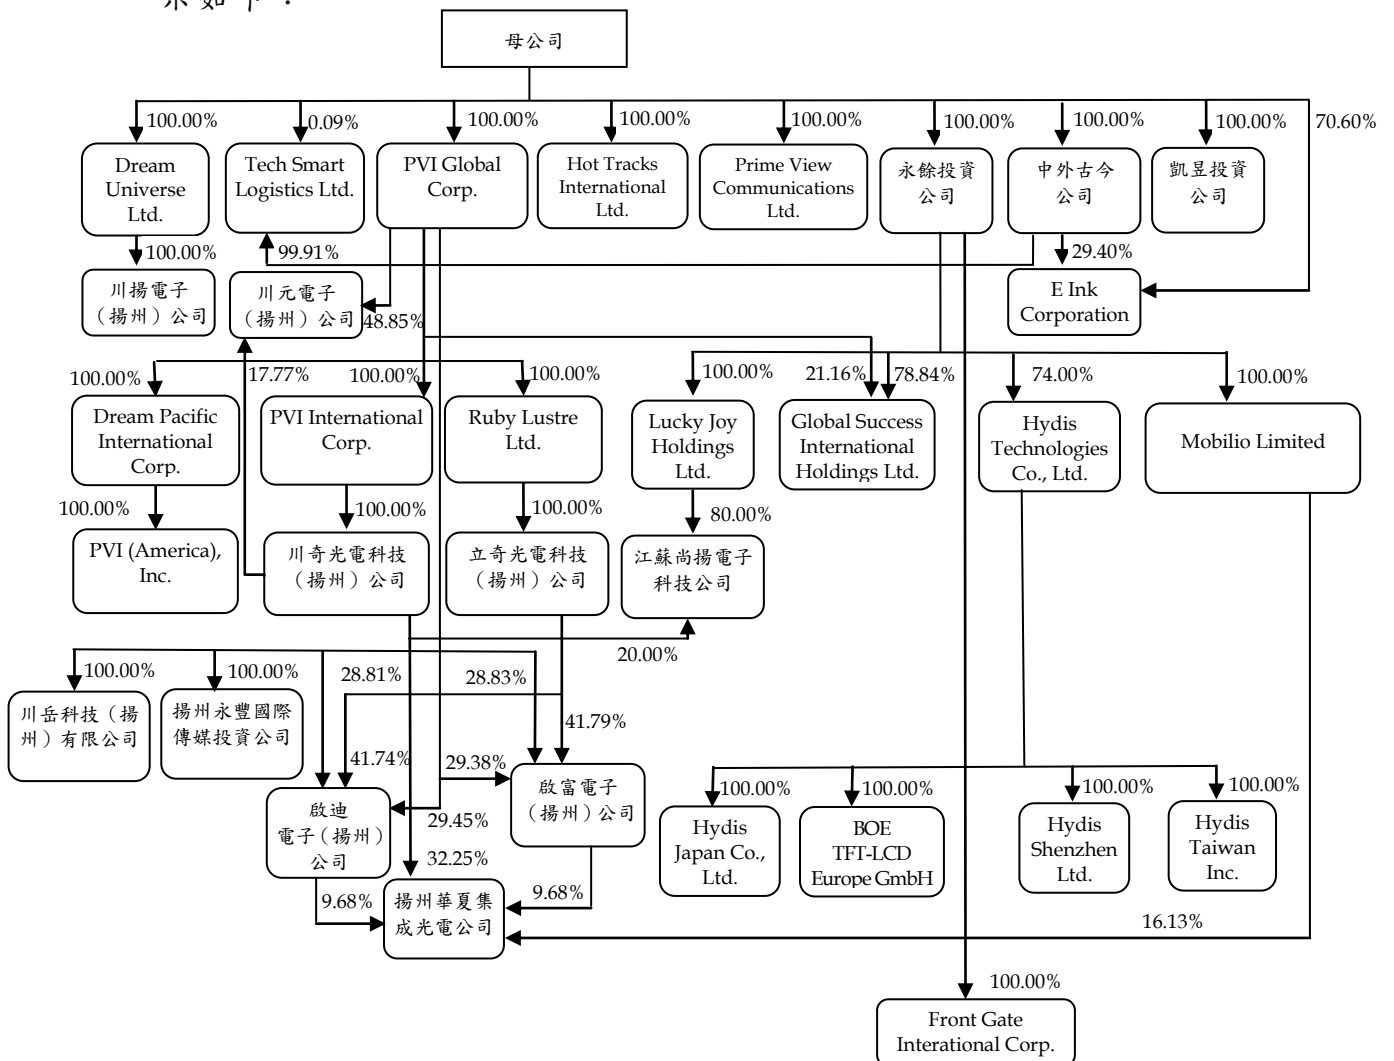 示如下：
母公司
100.00%
0.09%
100.00%
100.00%
100.00%
100.00%
100.00%
100.00%
70.60%
Dream
Universe
Ltd.
Tech Smart
Logistics Ltd.
PVI Global
Corp.
Hot Tracks
International
Ltd.
Prime View
Communications
Ltd.
永餘投資
公司
中外古今
公司
凱昱投資
公司
100.00%
99.91%
29.40%
川揚電子
（揚州）公司
川元電子
（揚州）公司
48.85%
E Ink
Corporation
100.00%
17.77%
100.00%
100.00%
100.00%
21.16%
78.84%
74.00%
100.00%
Dream Pacific
International
Corp.
PVI International
Corp.
Ruby Lustre
Ltd.
Lucky Joy
Holdings
Ltd.
Global Success
International
Holdings Ltd.
Hydis
Technologies
Co., Ltd.
Mobilio Limited
100.00%
100.00%
100.00%
80.00%
PVI (America),
Inc.
川奇光電科技
（揚州）公司
立奇光電科技
（揚州）公司
江蘇尚揚電子
科技公司
20.00%
100.00%
100.00%
28.81%
28.83%
川岳科技（揚
州）有限公司
揚州永豐國際
傳媒投資公司
41.79%
41.74%
29.38%
啟迪
電子（揚州）
公司
啟富電子
（揚州）公司
29.45%
32.25%
100.00%
100.00%
100.00%
100.00%
Hydis
Japan Co.,
Ltd.
BOE
TFT-LCD
Europe GmbH
Hydis
Shenzhen
Ltd.
Hydis
Taiwan
Inc.
9.68%
9.68%
揚州華夏集
成光電公司
16.13%
100.00%
Front Gate
Interational Corp.